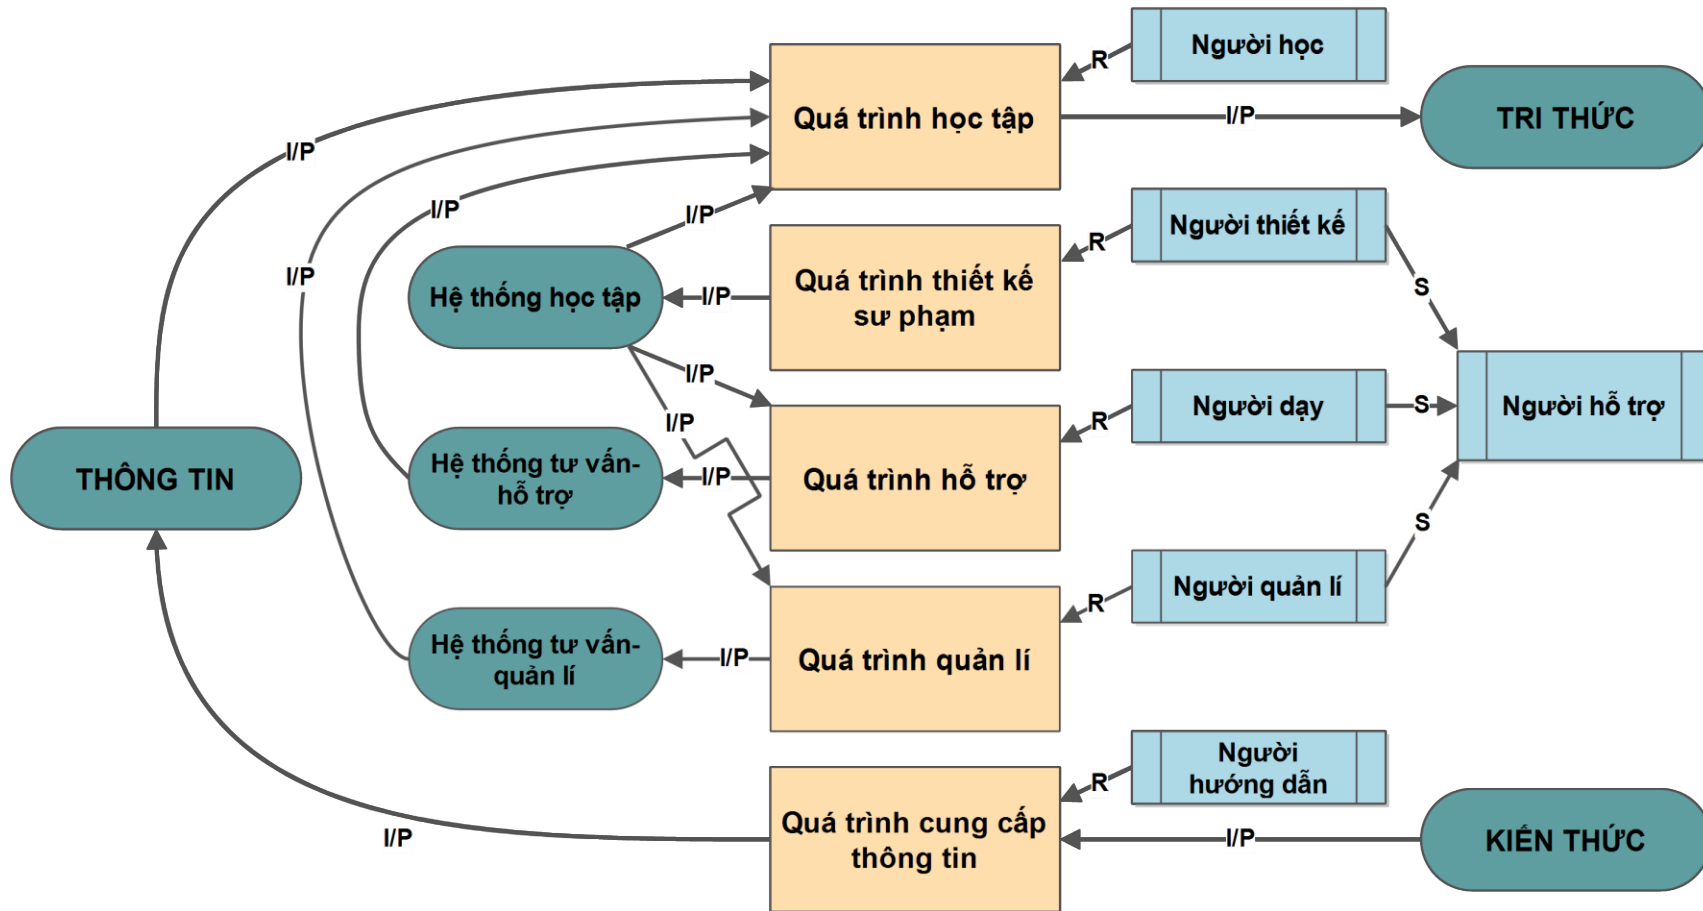 Người học
R
Quá trình học tập
I/P
TRI THỨC
I/P
I/P
I/P
I/P
Người thiết kế
R
Hệ thống học tập
I/P
Quá trình thiết kế
sư phạm
S
I/P
I/P
Người dạy
R
S
Người hỗ trợ
THÔNG TIN
Hệ thống tư vấn-
hỗ trợ
I/P
Quá trình hỗ trợ
S
Người quản lí
R
Hệ thống tư vấn-
quản lí
I/P
Quá trình quản lí
Người
hướng dẫn
R
I/P
Quá trình cung cấp
thông tin
I/P
KIẾN THỨC